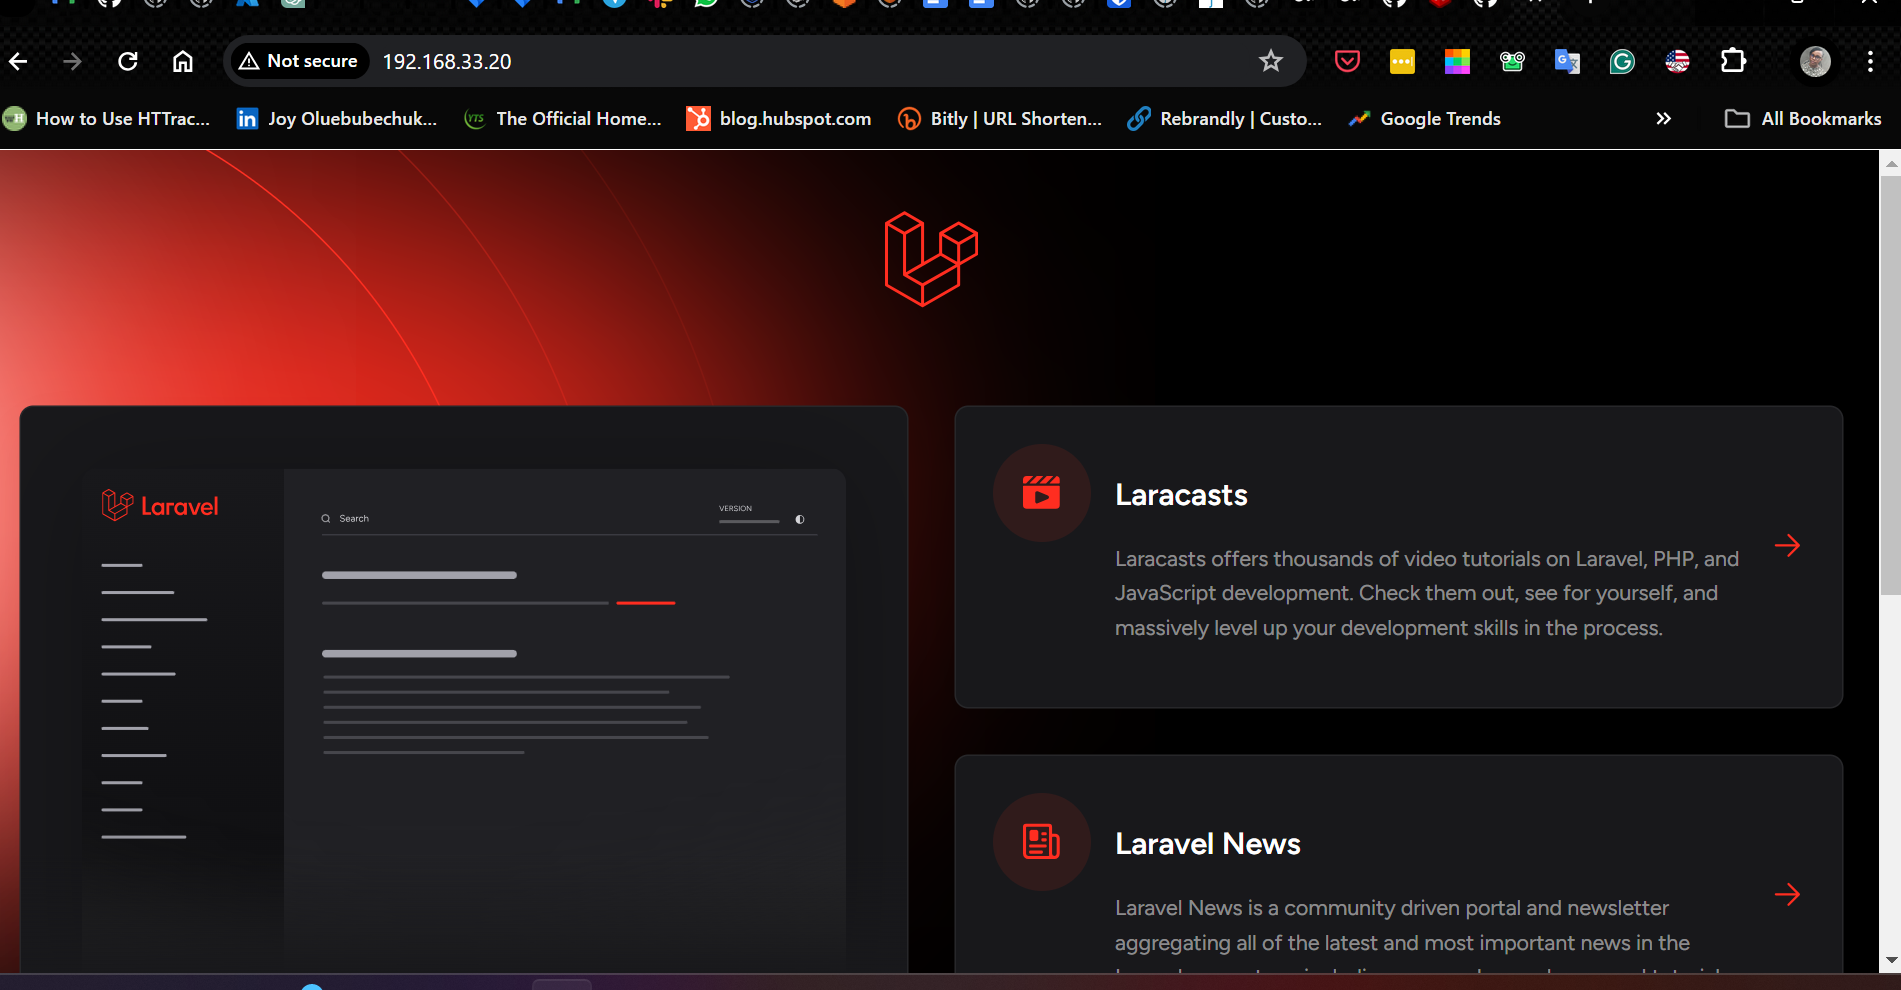 Not secure
192.168.33.20
How to Use HTTrac...
Joy Oluebubechuk...
YTS
The Official Home...
blog.hubspot.com
Bitly | URL Shorten...
Rebrandly | Custo...
Google Trends
All Bookmarks
Laravel
Search
VERSION
Laracasts
Laracasts offers thousands of video tutorials on Laravel, PHP, and
JavaScript development. Check them out, see for yourself, and
massively level up your development skills in the process.
Laravel News
Laravel News is a community driven portal and newsletter
aggregating all of the latest and most important news in the